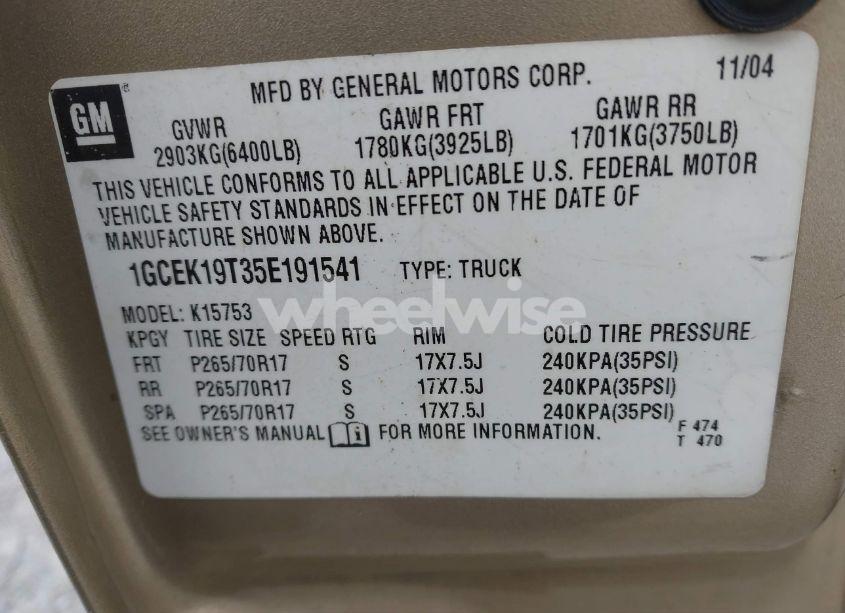 GM
MFD BY GENERAL MOTORS CORP. 11/04
GVWR GAWR FRT GAWR RR
2903KG(6400LB) 1780KG(3925LB) 1701KG(3750LB)
THIS VEHICLE CONFORMS TO ALL APPLICABLE U.S. FEDERAL MOTOR
VEHICLE SAFETY STANDARDS IN EFFECT ON THE DATE OF
MANUFACTURE SHOWN ABOVE.
1GCEK19T35E191541 TYPE: TRUCK
wheelwise
MODEL: K15753
KPGY TIRE SIZE SPEED RTG RIM COLD TIRE PRESSURE
FRT P265/70R17 S 17X7.5J 240KPA(35PSI)
RR P265/70R17 S 17X7.5J 240KPA(35PSI)
SPA P265/70R17 S 17X7.5J 240KPA(35PSI)
SEE OWNER'S MANUAL i FOR MORE INFORMATION. F 474
T 470